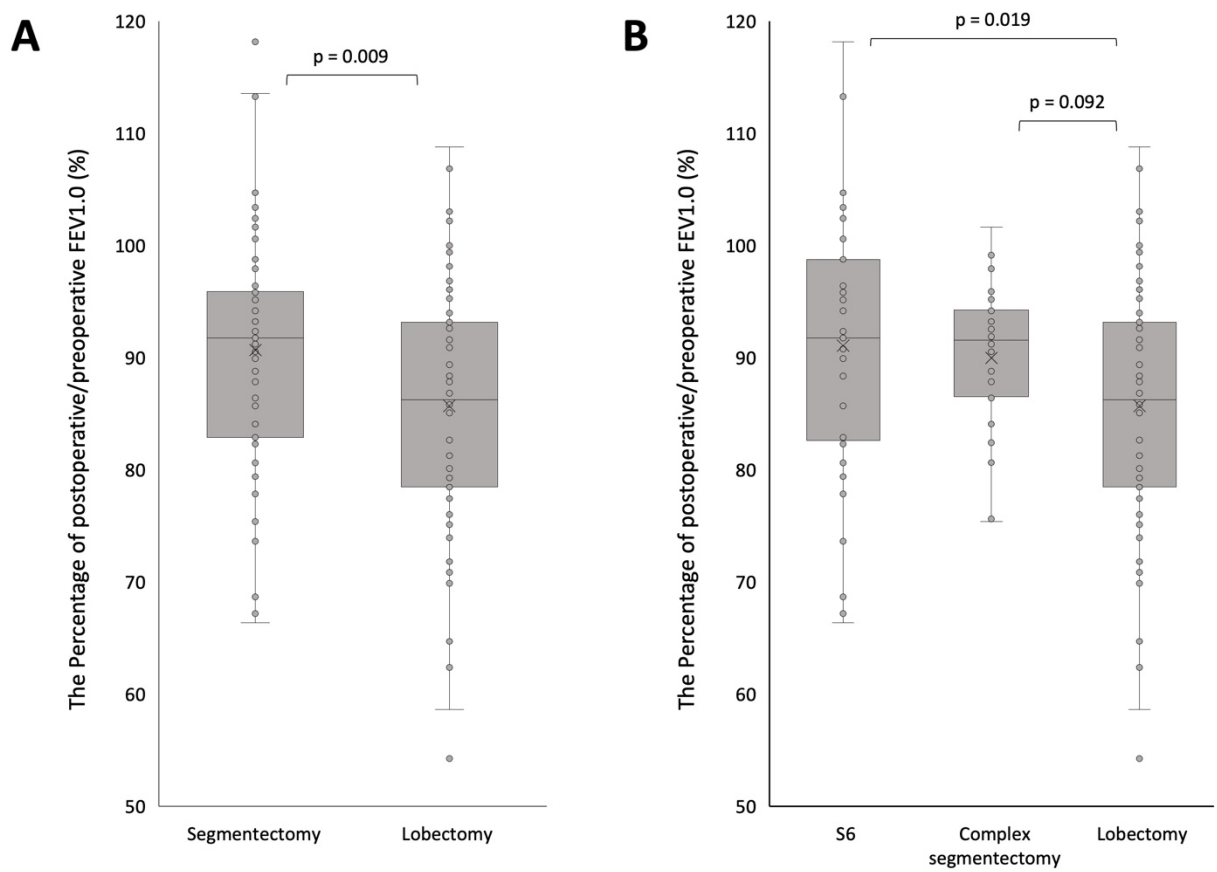 A
The Percentage of postoperative/preoperative FEV1.0 (%)
120
110
100
90
80
70
60
50
p = 0.009
Segmentectomy
Lobectomy
B
The Percentage of postoperative/preoperative FEV1.0 (%)
120
110
100
90
80
70
60
50
p = 0.019
p = 0.092
S6
Complex
segmentectomy
Lobectomy